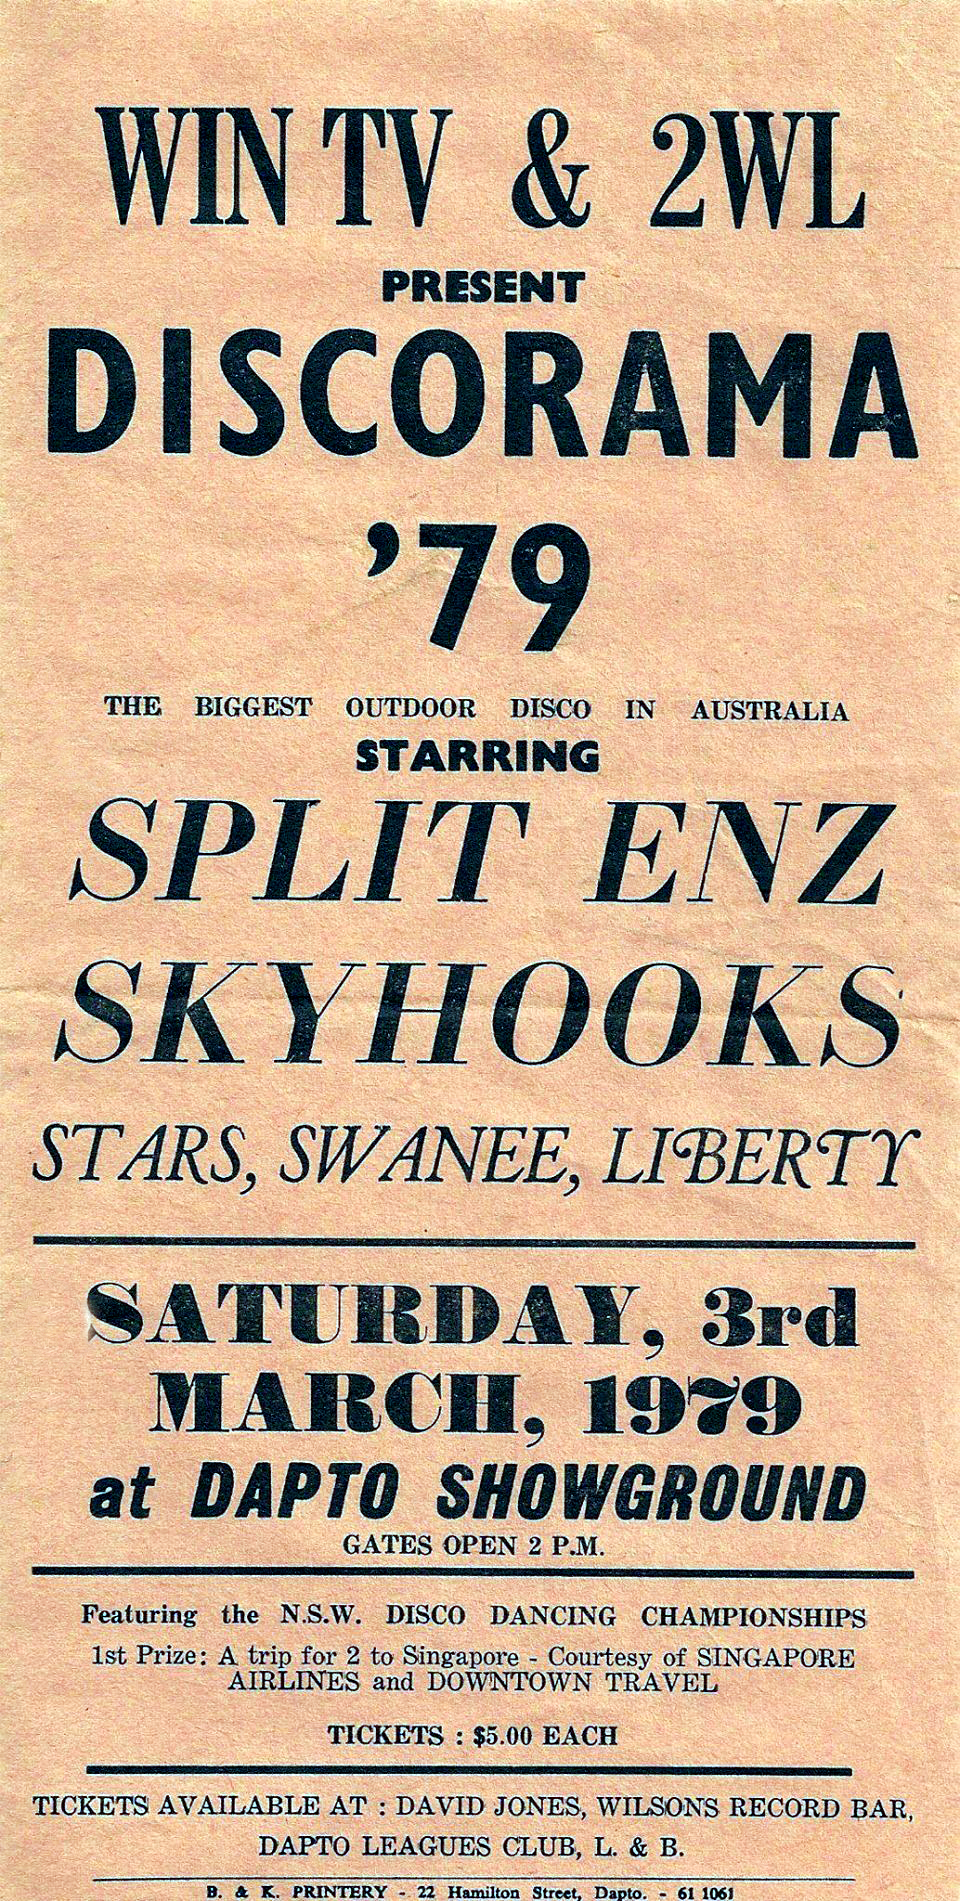 WIN TV & 2WL
PRESENT
DISCORAMA
'79
THE BIGGEST OUTDOOR DISCO IN AUSTRALIA
STARRING
SPLIT ENZ
SKYHOOKS
STARS, SWANEE, LIBERTY
SATURDAY, 3rd
MARCH, 1979
at DAPTO SHOWGROUND
GATES OPEN 2 P.M.
Featuring the N.S.W. DISCO DANCING CHAMPIONSHIPS
1st Prize: A trip for 2 to Singapore - Courtesy of SINGAPORE
AIRLINES and DOWNTOWN TRAVEL
TICKETS : $5.00 EACH
TICKETS AVAILABLE AT : DAVID JONES, WILSONS RECORD BAR,
DAPTO LEAGUES CLUB, L. & B.
B. & K. PRINTERY - 22 Hamilton Street, Dapto. - 61 1061